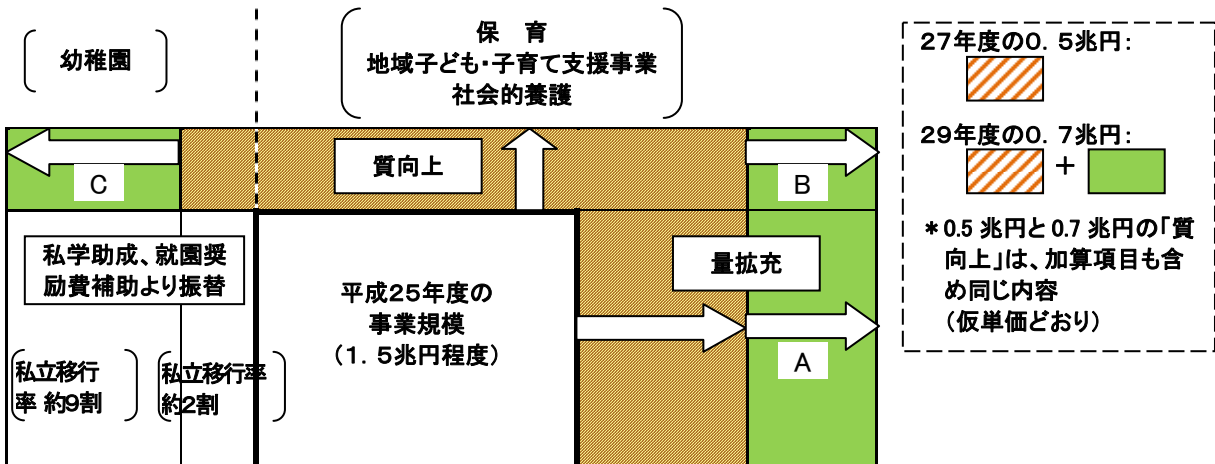 幼稚園
保 育
地域子ども・子育て支援事業
社会的養護
質向上
C
B
私学助成、就園奨
励費補助より振替
平成25年度の
事業規模
(1.5兆円程度)
量拡充
A
私立移行
率 約9割
私立移行率
約2割
27年度の0.5兆円:
29年度の0.7兆円:
+
*0.5 兆円と 0.7 兆円の「質
向上」は、加算項目も含
め同じ内容
(仮単価どおり)